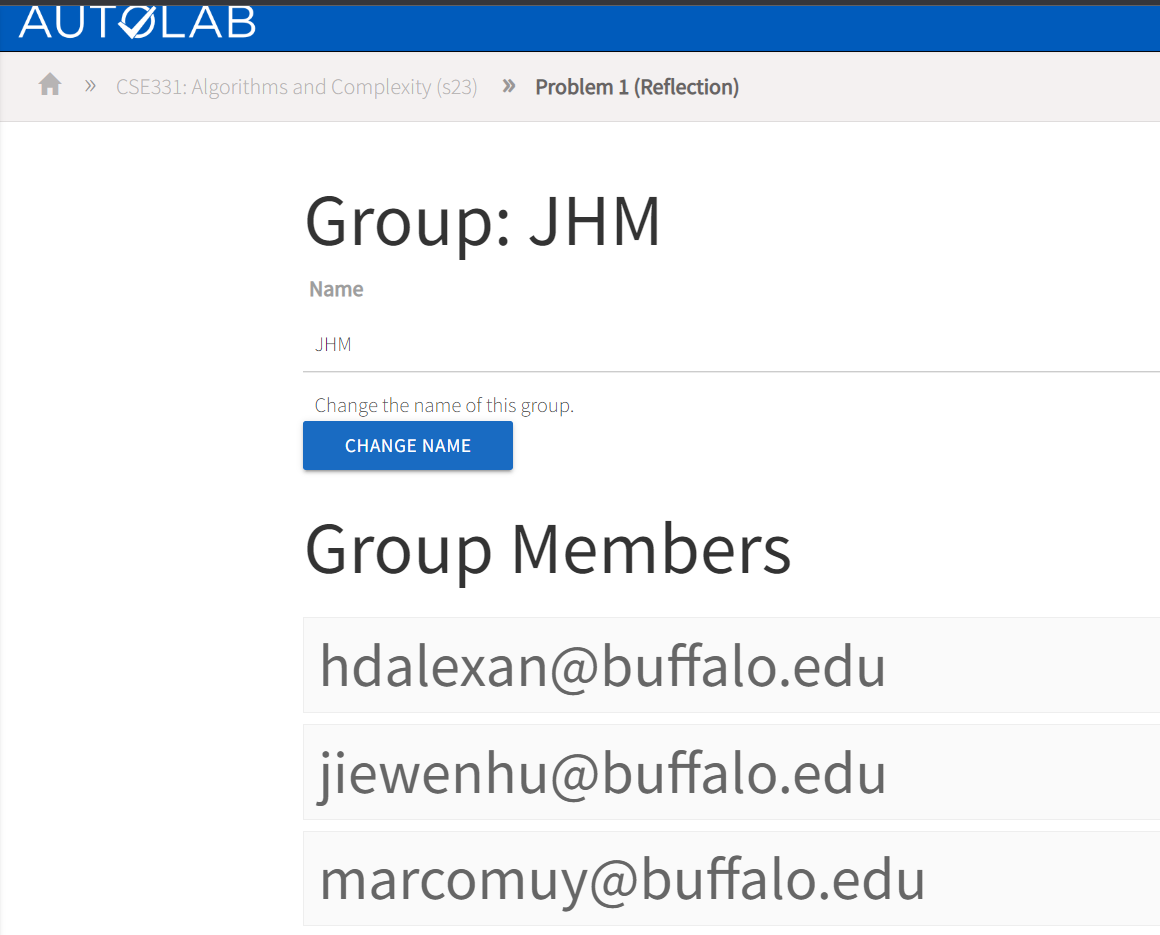 AUTOLAB
» CSE331: Algorithms and Complexity (s23) » Problem 1 (Reflection)
Group: JHM
Name
JHM
Change the name of this group.
CHANGE NAME
Group Members
hdalexan@buffalo.edu
jiewenhu@buffalo.edu
marcomuy@buffalo.edu